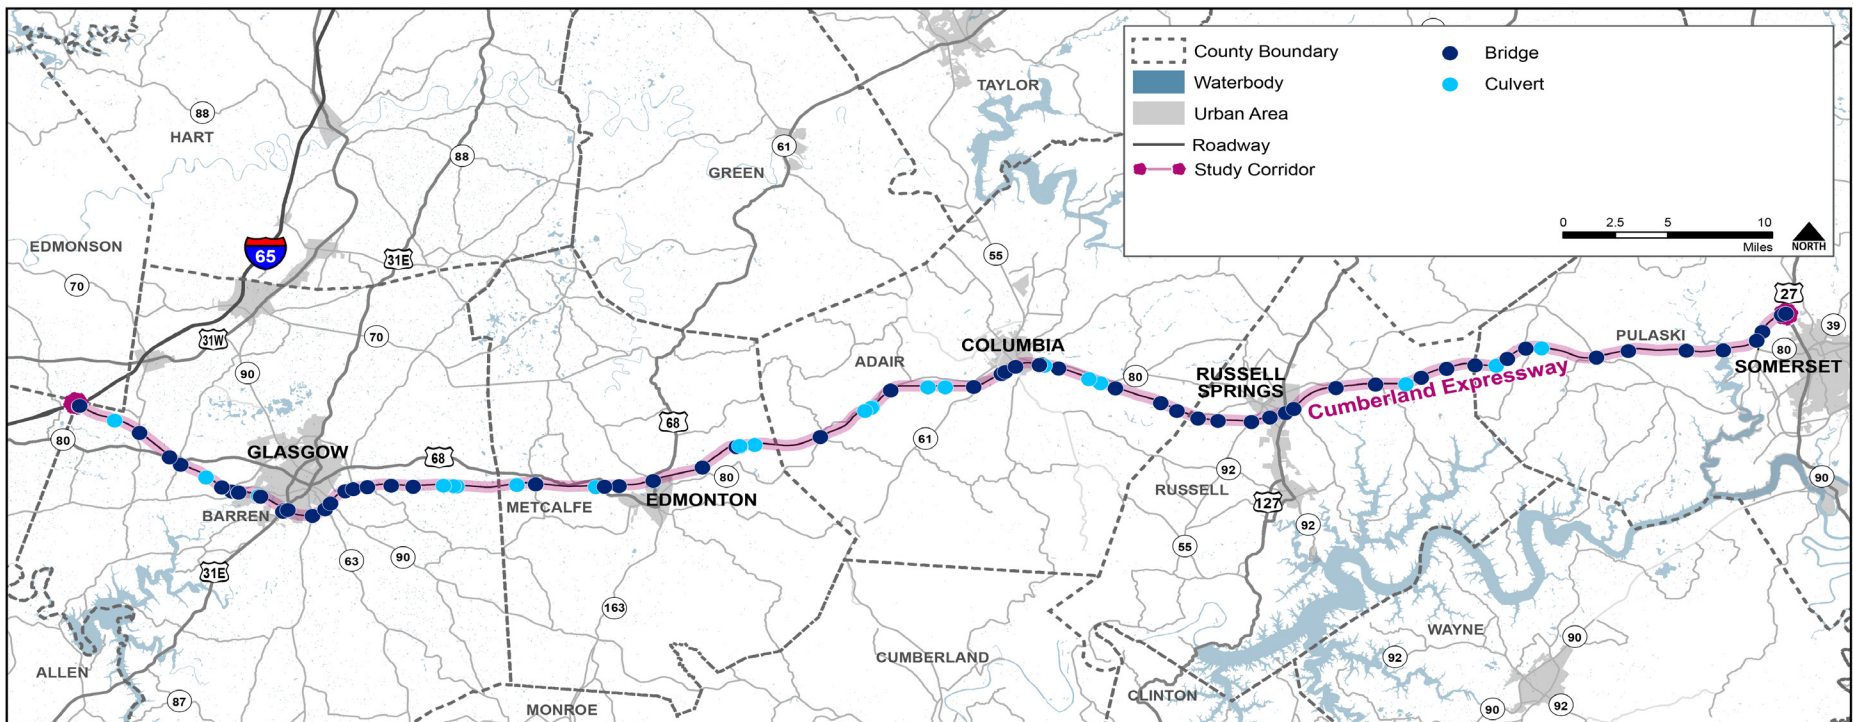 County Boundary
Waterbody
Urban Area
Roadway
Study Corridor
Bridge
Culvert
0 2.5 5 10
Miles
NORTH
TAYLOR
88
HART
61
88
GREEN
EDMONSON
65
31E
55
70
27
31W
70
PULASKI
39
COLUMBIA
80
ADAIR
SOMERSET
90
80
RUSSELL
SPRINGS
Cumberland Expressway
68
80
61
GLASGOW
68
92
80
90
EDMONTON
RUSSELL
METCALFE
127
BARREN
92
55
63
90
31E
163
WAYNE
90
CUMBERLAND
92
ALLEN
CLINTON
87
MONROE
90
92